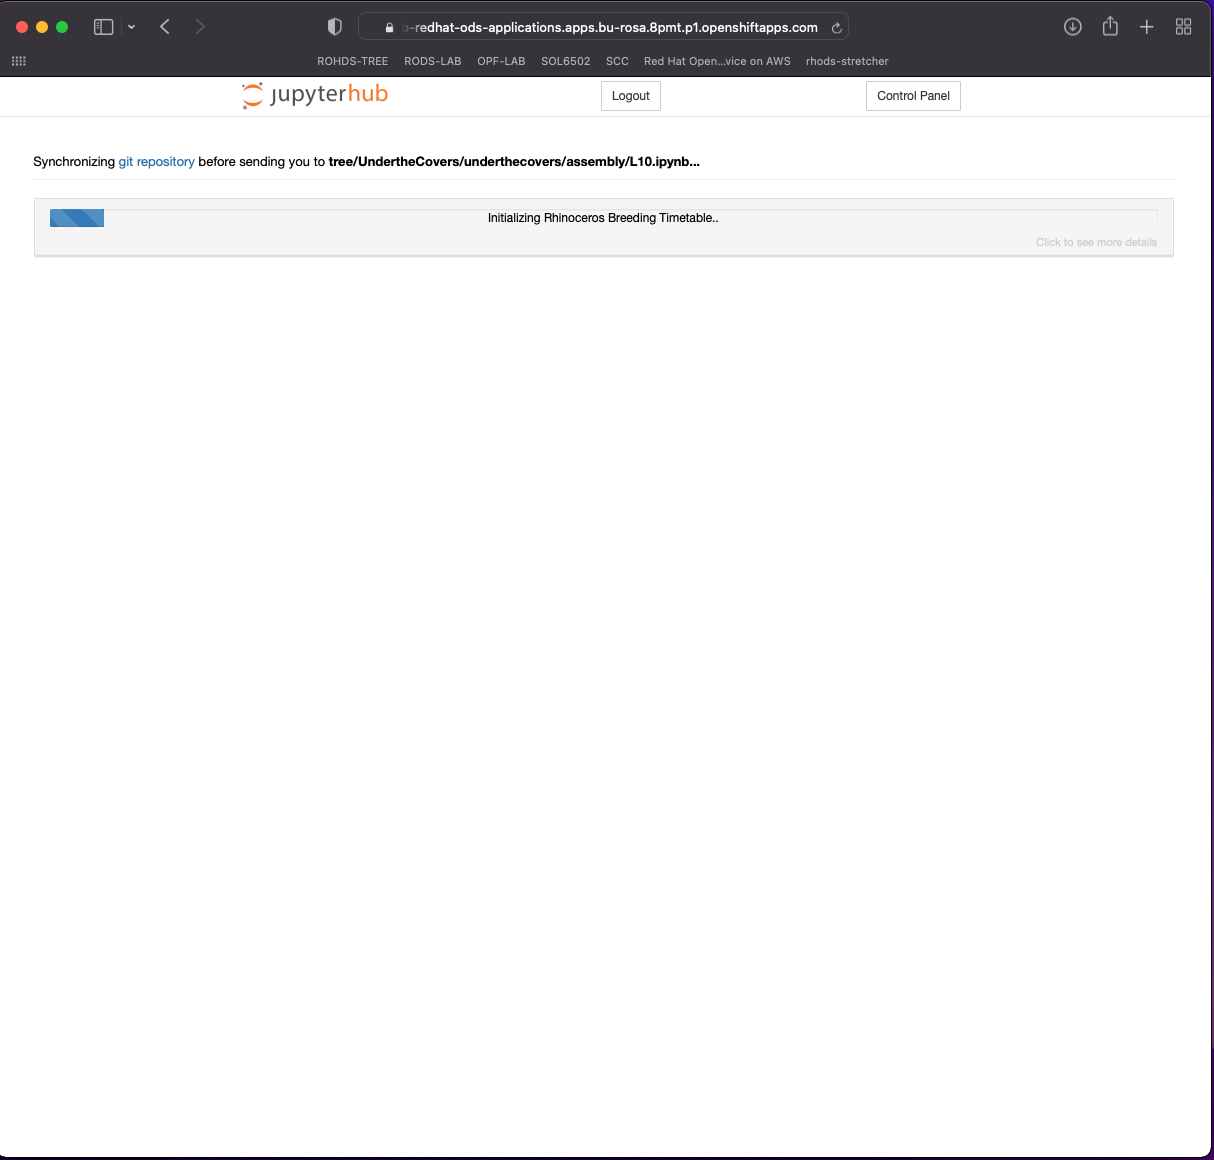 -redhat-ods-applications.apps.bu-rosa.8pmt.p1.openshiftapps.com
ROHDS-TREE RODS-LAB OPF-LAB SOL6502 SCC Red Hat Open...vice on AWS rhods-stretcher
jupyterhub Logout Control Panel
Synchronizing git repository before sending you to tree/UndertheCovers/underthecovers/assembly/L10.ipynb...
Initializing Rhinoceros Breeding Timetable..
Click to see more details